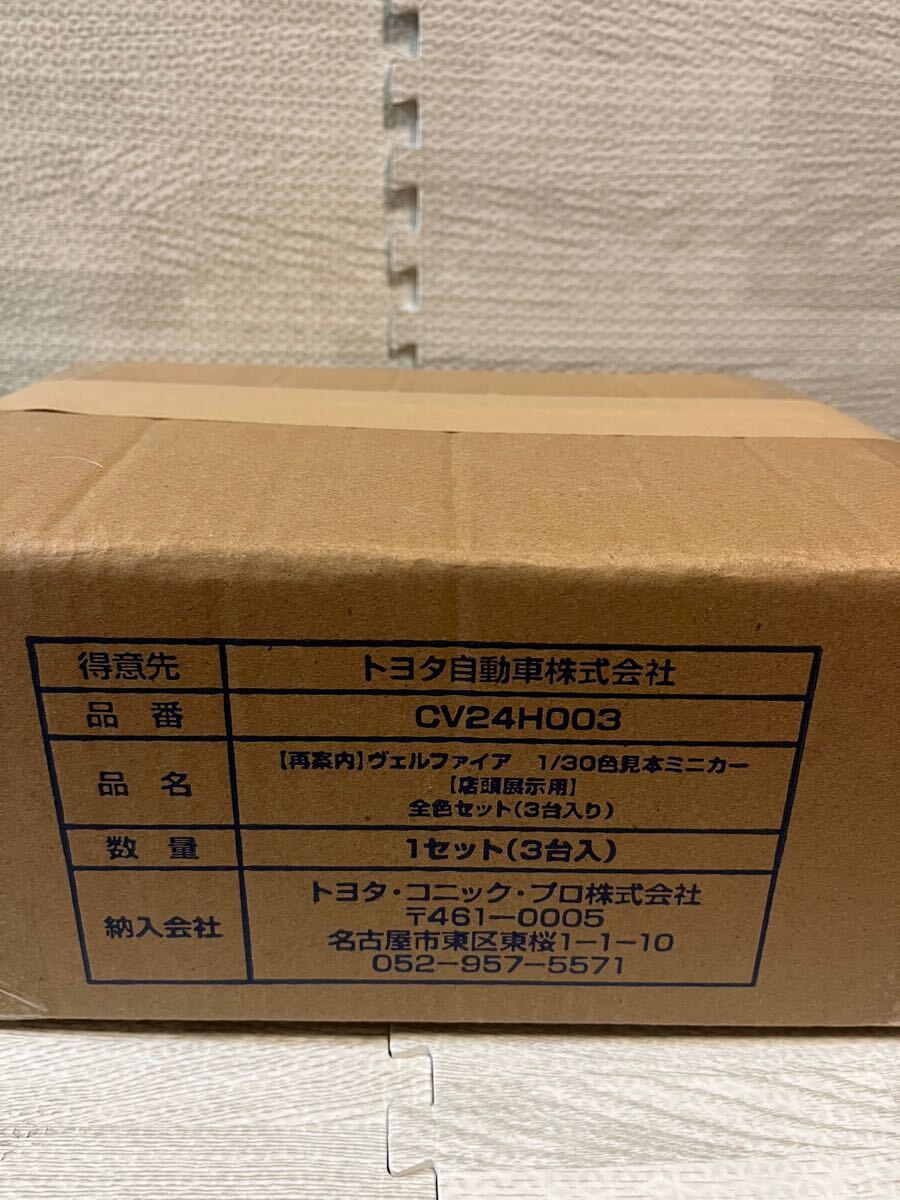 得意先 トヨタ自動車株式会社
品番 CV24H003
品名 【再案内】ヴェルファイア 1/30色見本ミニカー
【店頭展示用】
全色セット(3台入り)
数量 1セット(3台入)
納入会社 トヨタ・コニック・プロ株式会社
〒461-0005
名古屋市東区東桜1-1-10
052-957-5571